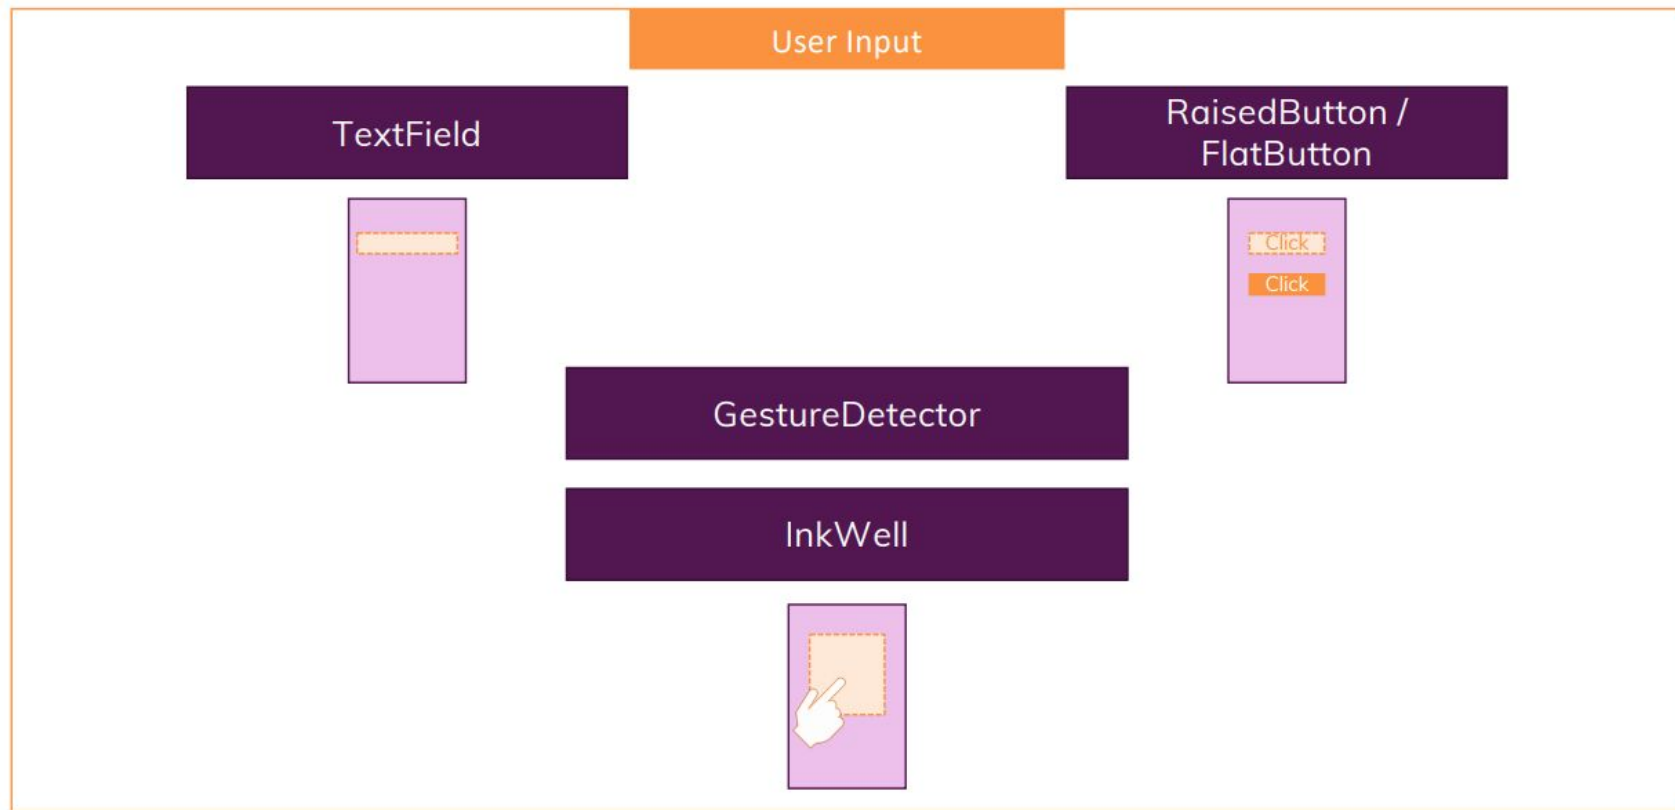 User Input
TextField
RaisedButton /
FlatButton
Click
Click
GestureDetector
InkWell